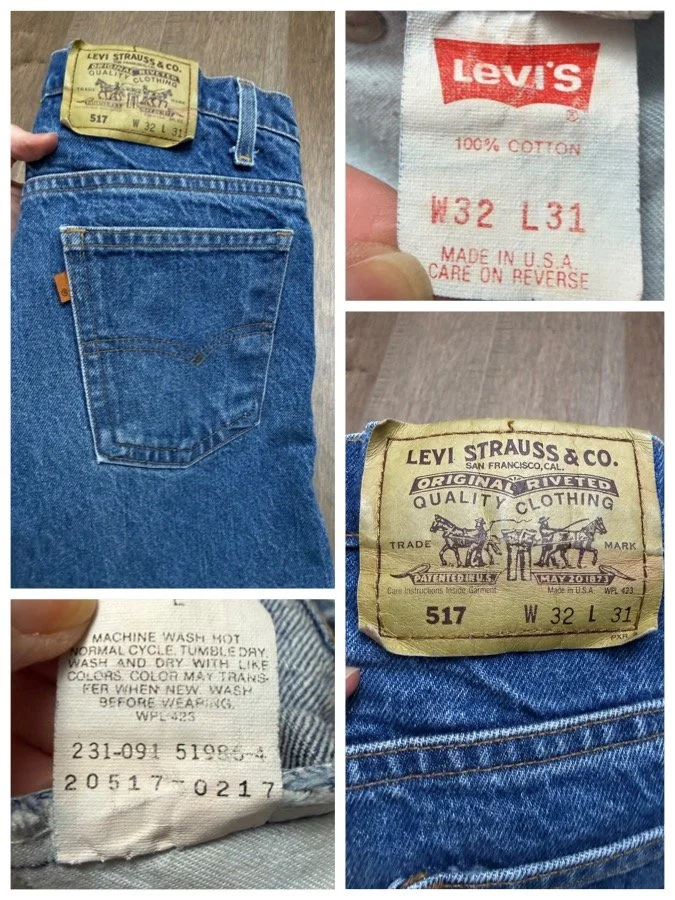 LEVI STRAUSS & CO.
ORIGINAL RIVETED
QUALITY CLOTHING
TRADE MARK
517 W 32 L 31
LEVI'S
®
100% COTTON
W32 L31
MADE IN U.S.A.
CARE ON REVERSE
LEVI STRAUSS & CO.
SAN FRANCISCO, CAL.
ORIGINAL RIVETED
QUALITY CLOTHING
TRADE MARK
PATENTED IN U.S. MAY 20 1873
Care Instructions Inside Garment Made in U.S.A. WPL 423
517 W 32 L 31
PXR
L
MACHINE WASH HOT
NORMAL CYCLE. TUMBLE DRY.
WASH AND DRY WITH LIKE
COLORS. COLOR MAY TRANS-
FER WHEN NEW. WASH
BEFORE WEARING.
WPL 423
231-091 51986-4
20517-0217